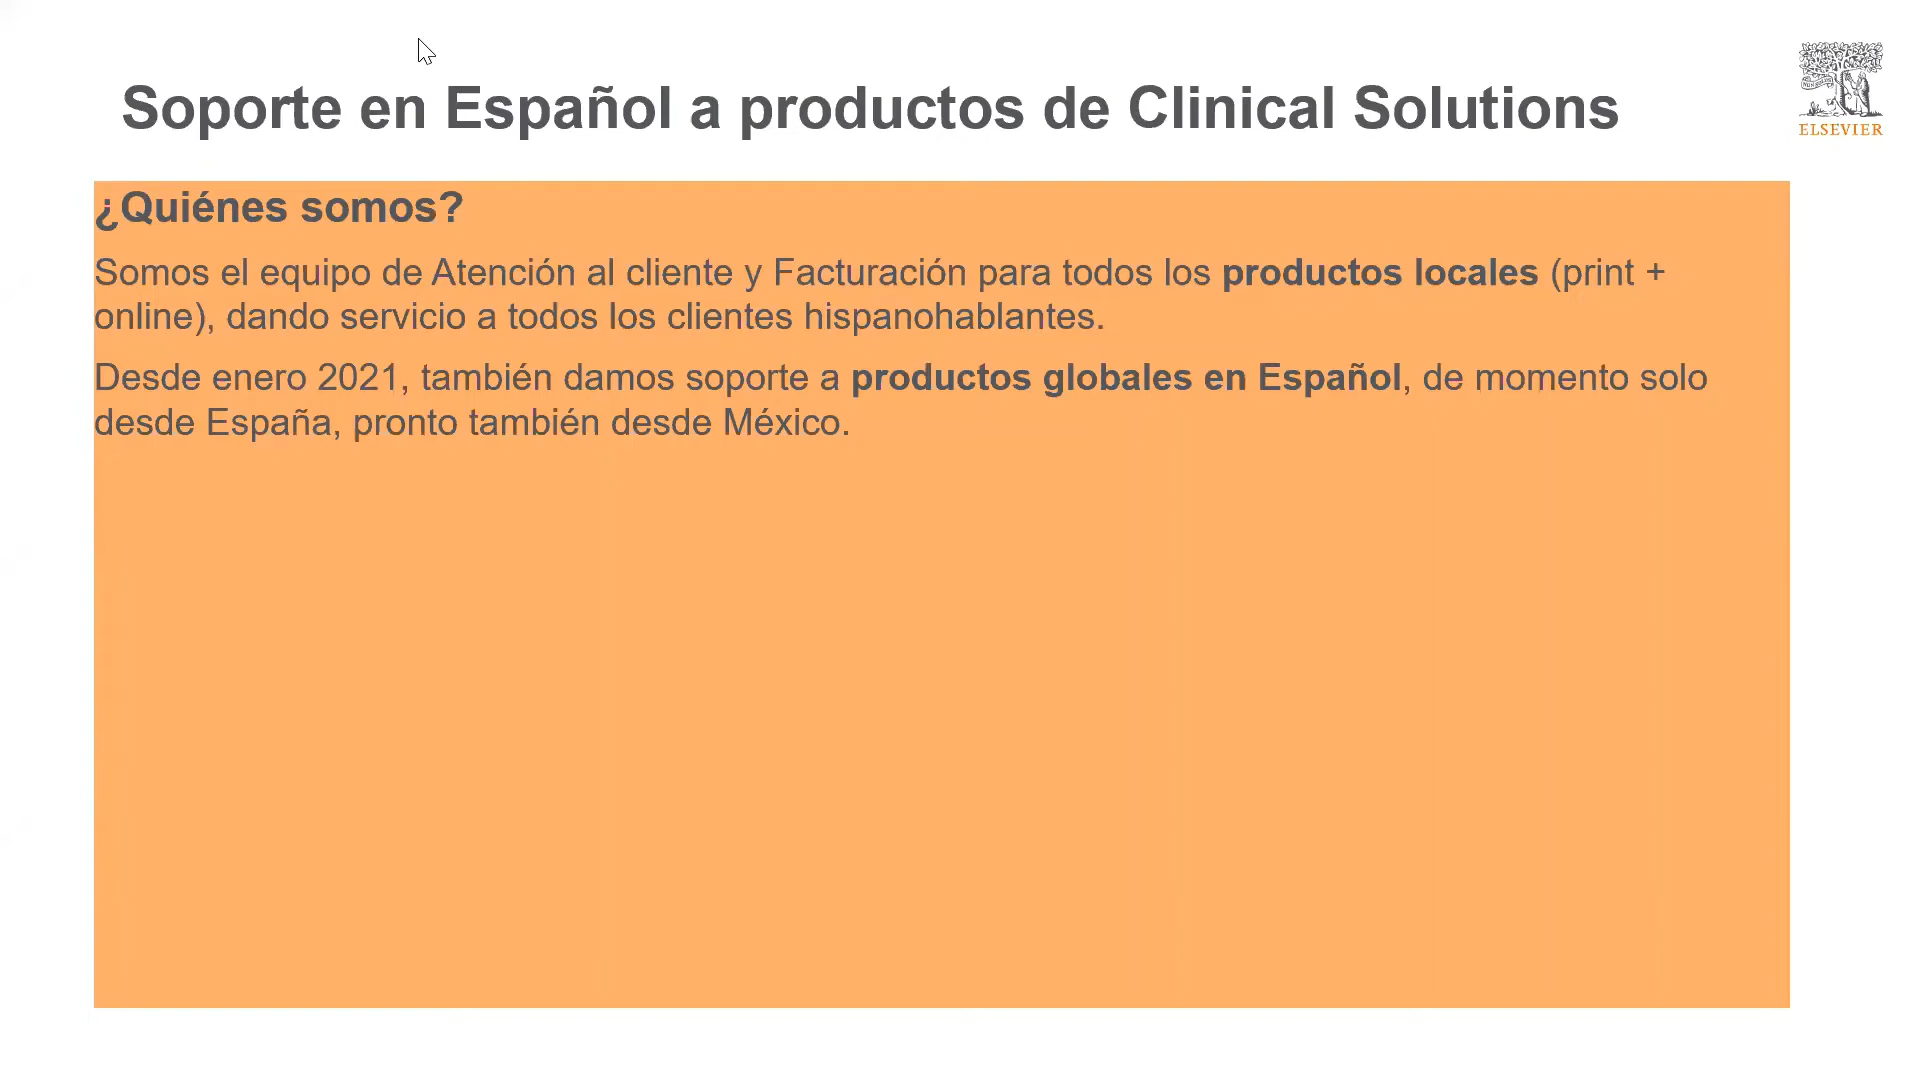 Soporte en Español a productos de Clinical Solutions
ELSEVIER
¿Quiénes somos?
Somos el equipo de Atención al cliente y Facturación para todos los productos locales (print +
online), dando servicio a todos los clientes hispanohablantes.
Desde enero 2021, también damos soporte a productos globales en Español, de momento solo
desde España, pronto también desde México.